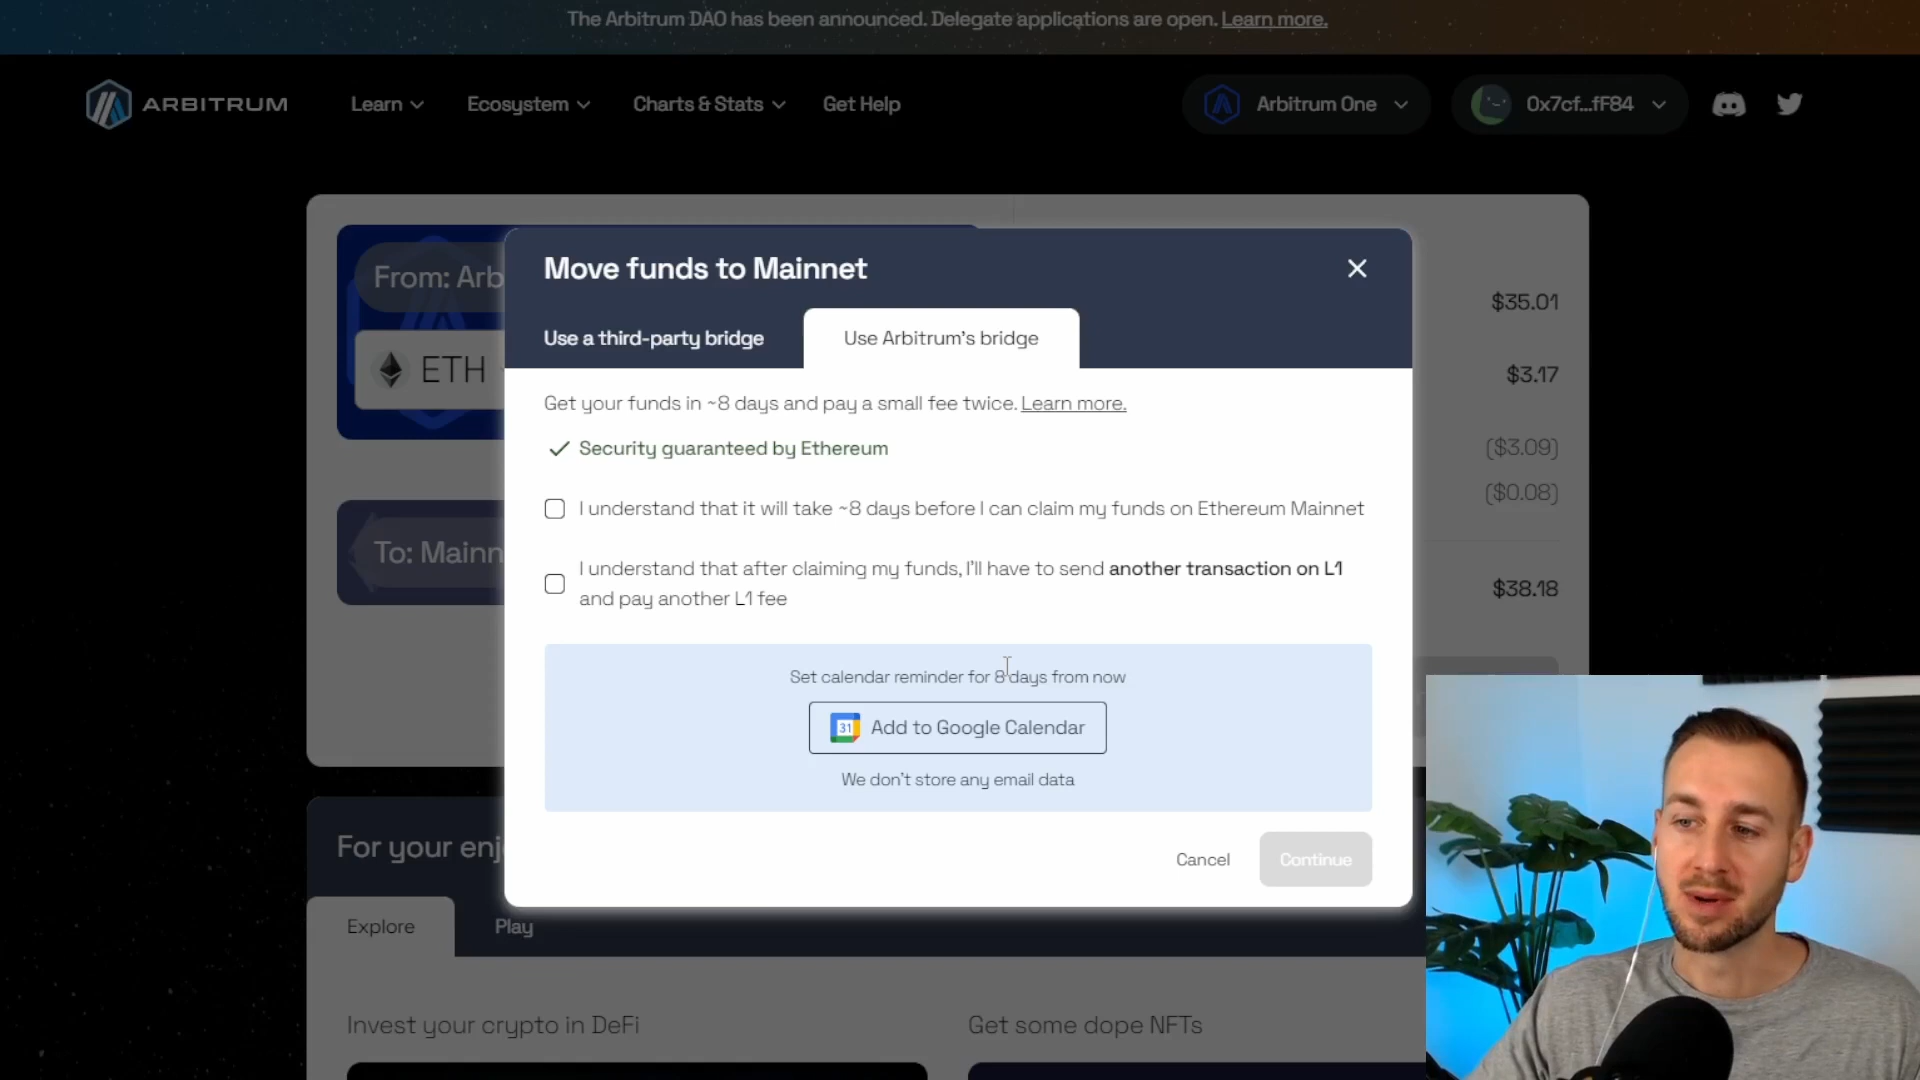 The Arbitrum DAO has been announced. Delegate applications are open. Learn more.
ARBITRUM
Learn
Ecosystem
Charts & Stats
Get Help
Arbitrum One
0x7cf...fF84
From: Arb
ETH
To: Mainn
$35.01
$3.17
($3.09)
($0.08)
$38.18
Move funds to Mainnet
Use a third-party bridge
Use Arbitrum's bridge
Get your funds in ~8 days and pay a small fee twice. Learn more.
Security guaranteed by Ethereum
I understand that it will take ~8 days before I can claim my funds on Ethereum Mainnet
I understand that after claiming my funds, I'll have to send another transaction on L1
and pay another L1 fee
Set calendar reminder for 8 days from now
31
Add to Google Calendar
We don't store any email data
Cancel
Continue
For your enj
Explore
Play
Invest your crypto in DeFi
Get some dope NFTs